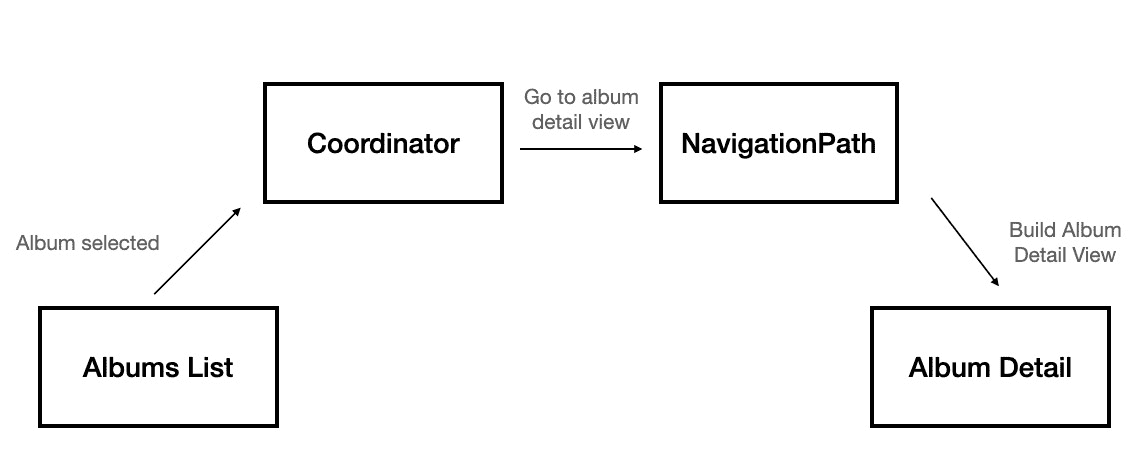 Go to album
detail view
Coordinator
NavigationPath
Album selected
Build Album
Detail View
Albums List
Album Detail